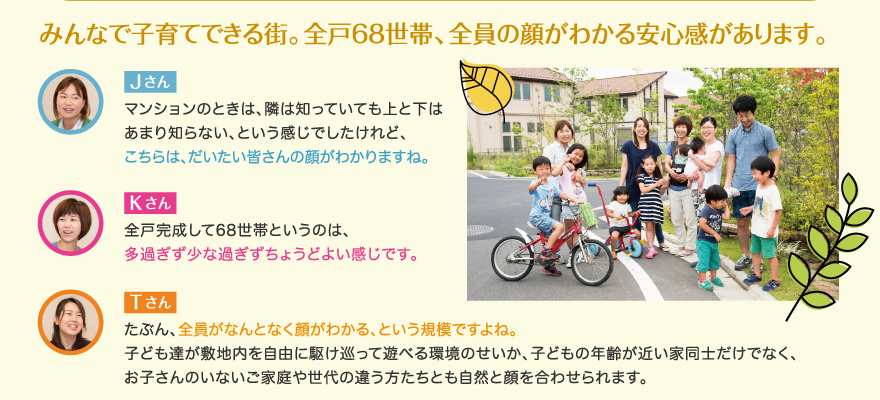 みんなで子育てできる街。全戸68世帯、全員の顔がわかる安心感があります。
Jさん
マンションのときは、隣は知っていても上と下は
あまり知らない、という感じでしたけれど、
こちらは、だいたい皆さんの顔がわかりますね。
Kさん
全戸完成して68世帯というのは、
多過ぎず少な過ぎずちょうどよい感じです。
Tさん
たぶん、全員がなんとなく顔がわかる、という規模ですよね。
子ども達が敷地内を自由に駆け巡って遊べる環境のせいか、子どもの年齢が近い家同士だけでなく、
お子さんのいないご家庭や世代の違う方たちとも自然と顔を合わせられます。